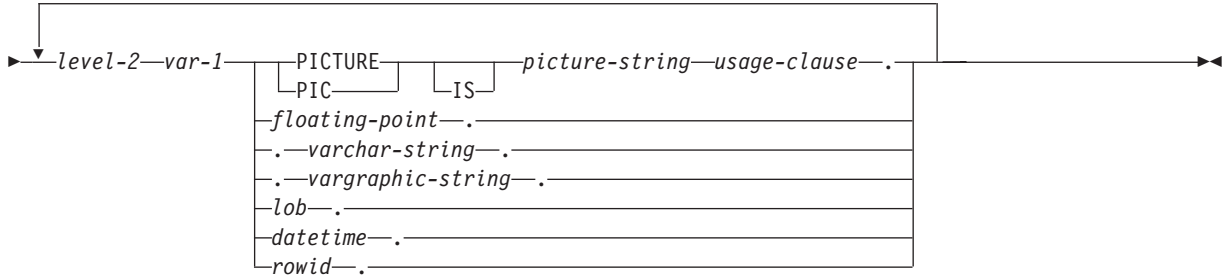 level-2 var-1 PICTURE picture-string usage-clause .
PIC IS
floating-point .
. varchar-string .
. vargraphic-string .
lob .
datetime .
rowid .